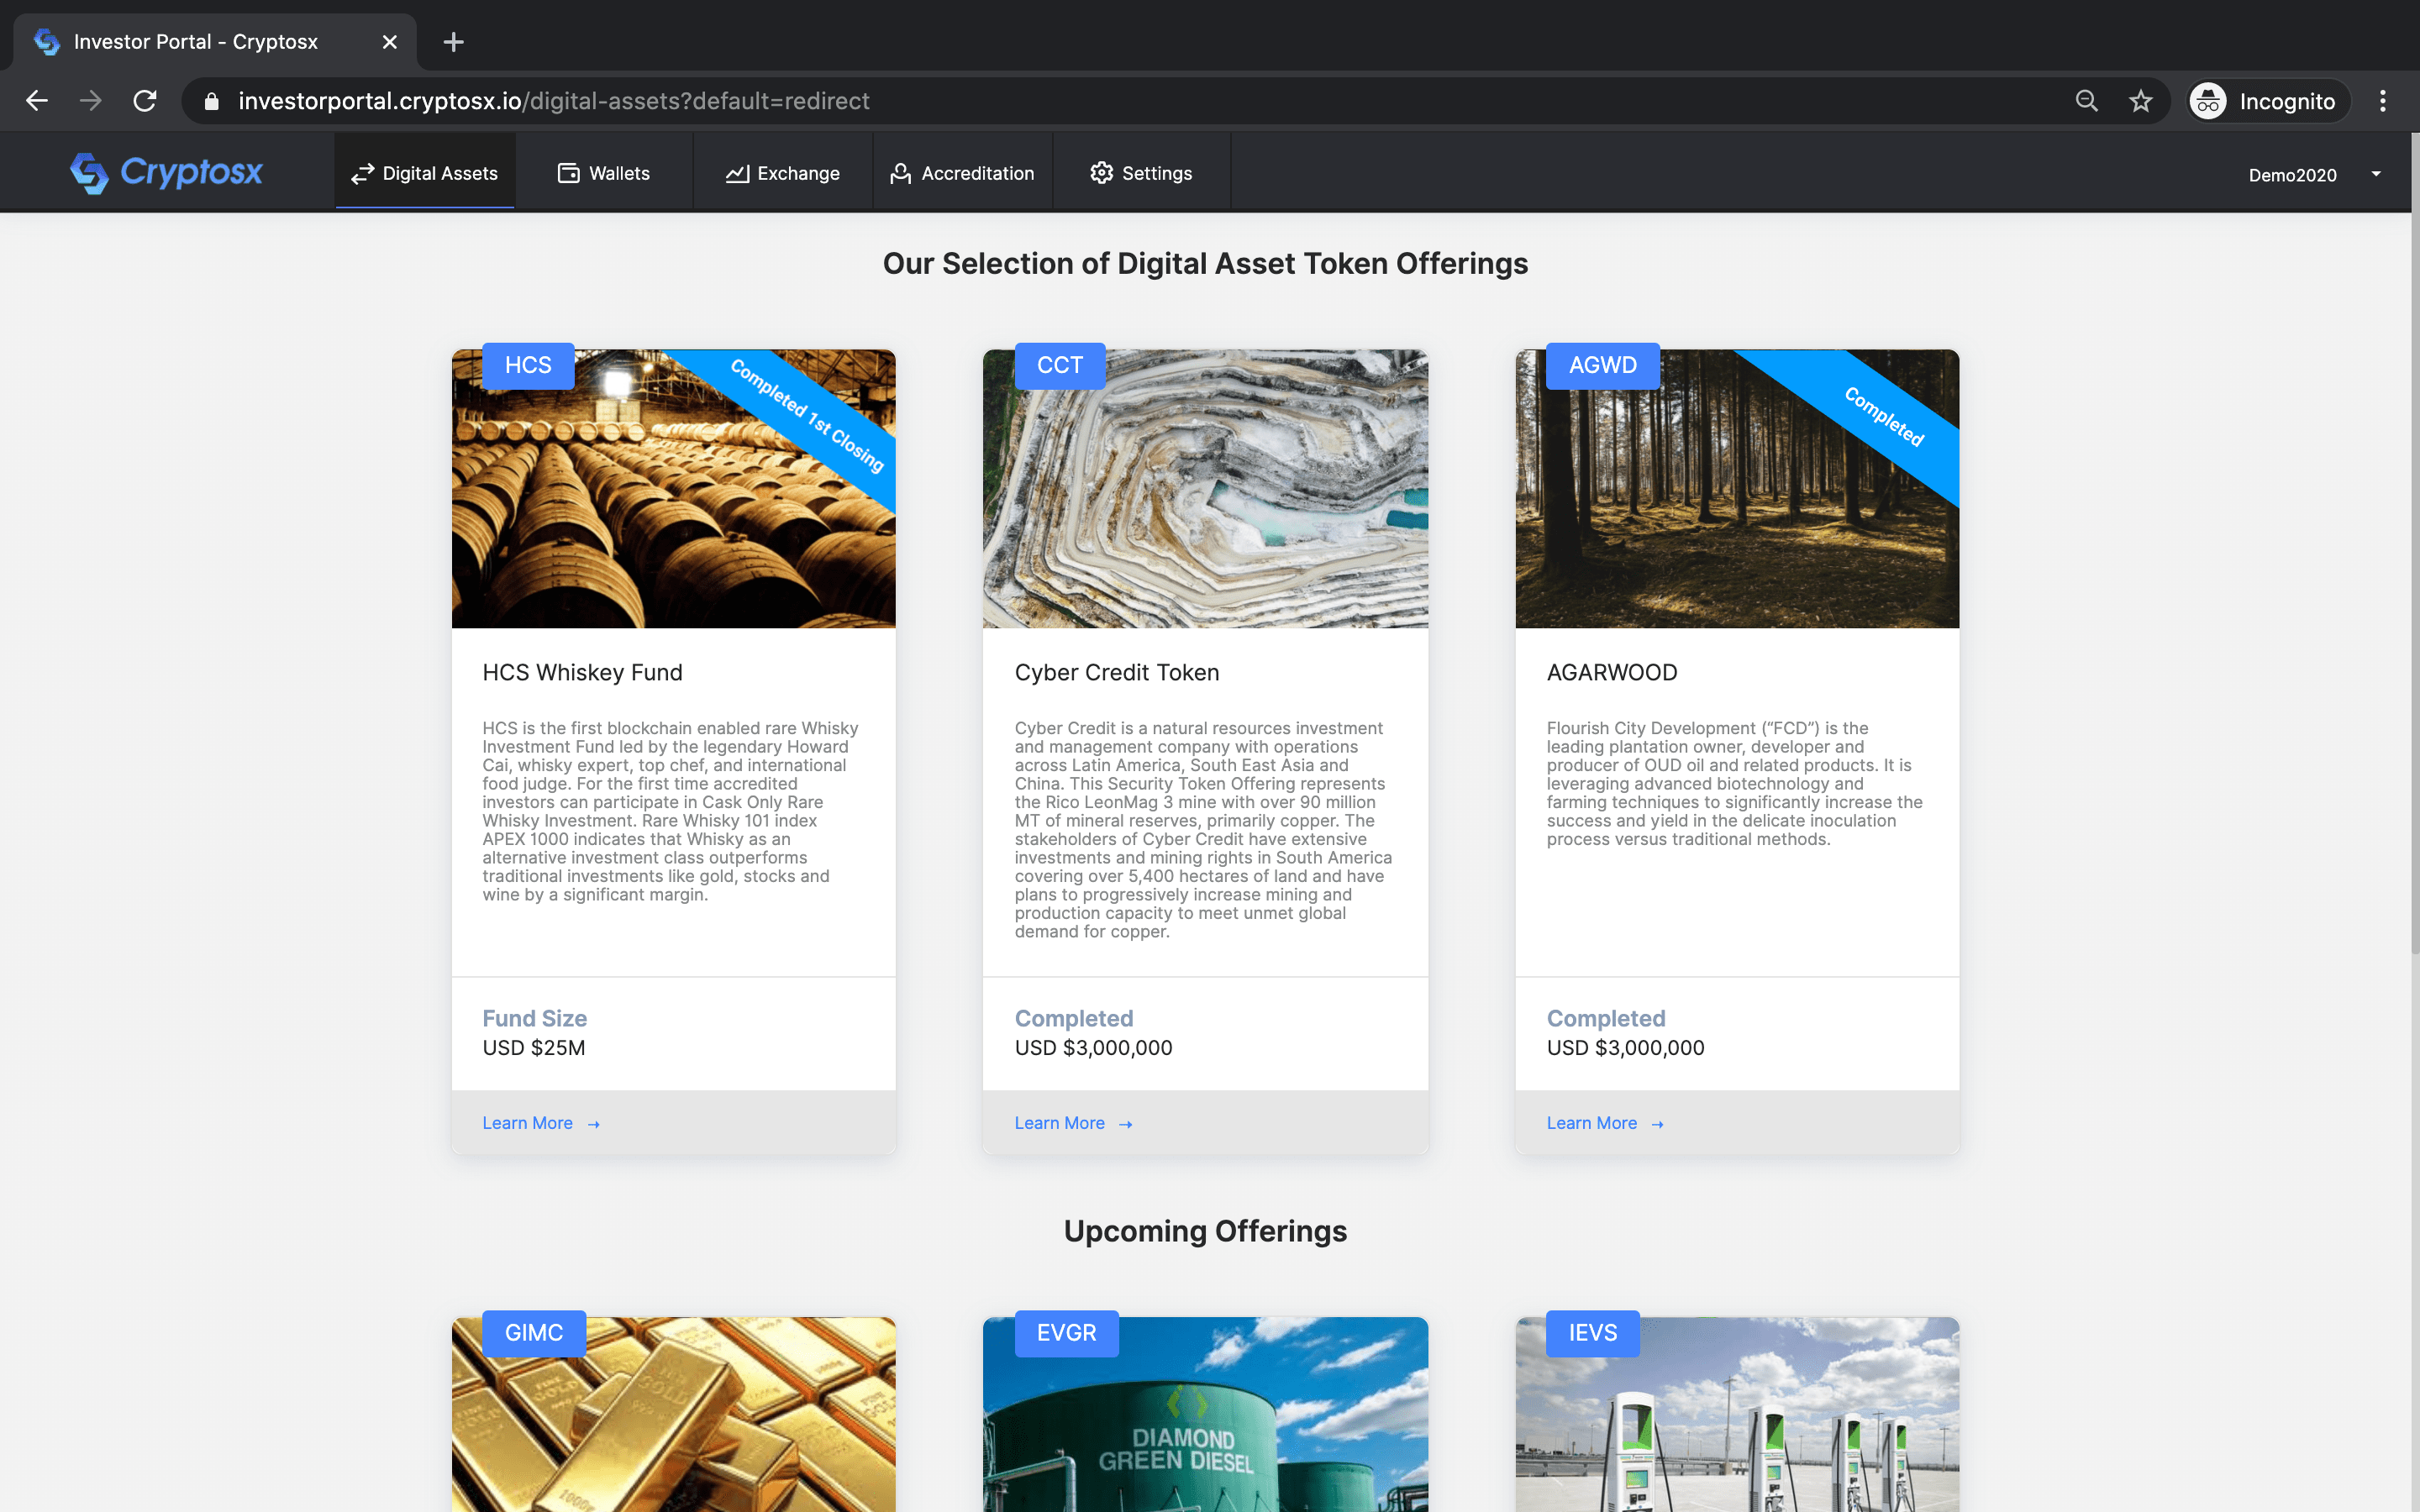 Investor Portal - Cryptosx
investorportal.cryptosx.io/digital-assets?default=redirect
Incognito
Cryptosx
Digital Assets
Wallets
Exchange
Accreditation
Settings
Demo2020
Our Selection of Digital Asset Token Offerings
HCS
Completed 1st Closing
HCS Whiskey Fund
HCS is the first blockchain enabled rare Whisky
Investment Fund led by the legendary Howard
Cai, whisky expert, top chef, and international
food judge. For the first time accredited
investors can participate in Cask Only Rare
Whisky Investment. Rare Whisky 101 index
APEX 1000 indicates that Whisky as an
alternative investment class outperforms
traditional investments like gold, stocks and
wine by a significant margin.
Fund Size
USD $25M
Learn More →
CCT
Cyber Credit Token
Cyber Credit is a natural resources investment
and management company with operations
across Latin America, South East Asia and
China. This Security Token Offering represents
the Rico LeonMag 3 mine with over 90 million
MT of mineral reserves, primarily copper. The
stakeholders of Cyber Credit have extensive
investments and mining rights in South America
covering over 5,400 hectares of land and have
plans to progressively increase mining and
production capacity to meet unmet global
demand for copper.
Completed
USD $3,000,000
Learn More →
AGWD
Completed
AGARWOOD
Flourish City Development (“FCD”) is the
leading plantation owner, developer and
producer of OUD oil and related products. It is
leveraging advanced biotechnology and
farming techniques to significantly increase the
success and yield in the delicate inoculation
process versus traditional methods.
Completed
USD $3,000,000
Learn More →
Upcoming Offerings
GIMC
FINE
GOLD
1000g
EVGR
DIAMOND
GREEN DIESEL
IEVS